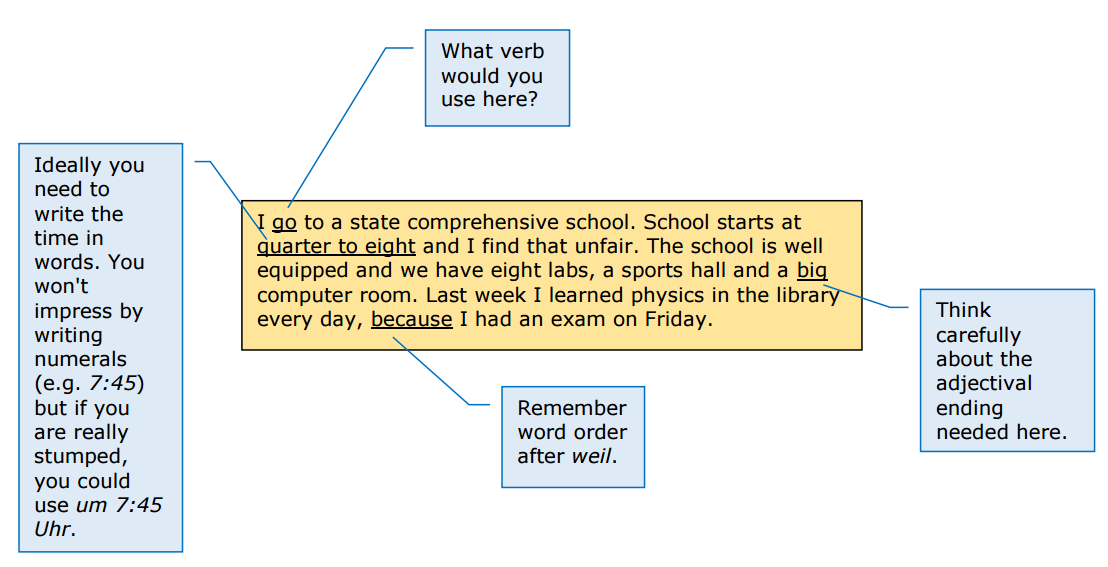 What verb
would you
use here?
Ideally you
need to
write the
time in
words. You
won't
impress by
writing
numerals
(e.g. 7:45)
but if you
are really
stumped,
you could
use um 7:45
Uhr.
I go to a state comprehensive school. School starts at
quarter to eight and I find that unfair. The school is well
equipped and we have eight labs, a sports hall and a big
computer room. Last week I learned physics in the library
every day, because I had an exam on Friday.
Think
carefully
about the
adjectival
ending
needed here.
Remember
word order
after weil.